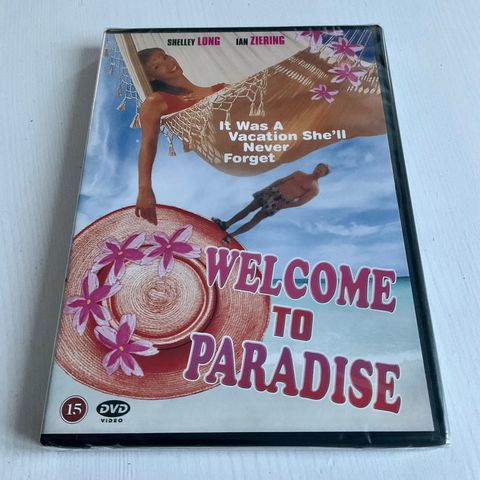 SHELLEY LONG IAN ZIERING
It Was A
Vacation She'll
Never
Forget
WELCOME
TO
PARADISE
15
DVD
VIDEO